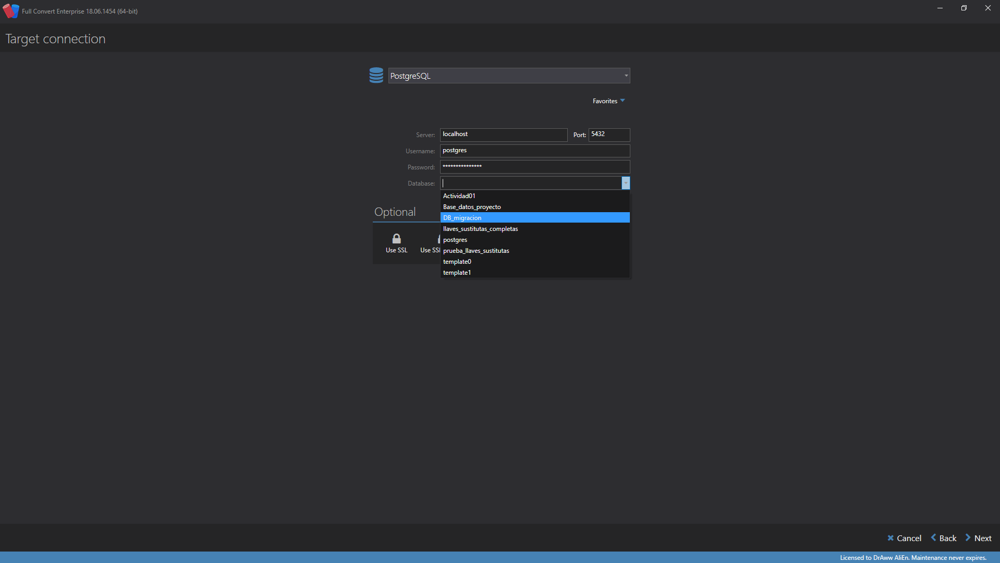 Full Convert Enterprise 18.06.1454 (64-bit)
Target connection
PostgreSQL
Favorites
Server: localhost Port: 5432
Username: postgres
Password: ***************
Database:
Actividad01
Base_datos_proyecto
DB_migracion
llaves_sustitutas_completas
postgres
prueba_llaves_sustitutas
template0
template1
Optional
Use SSL Use SSL
Cancel Back Next
Licensed to DrAww AliEn. Maintenance never expires.